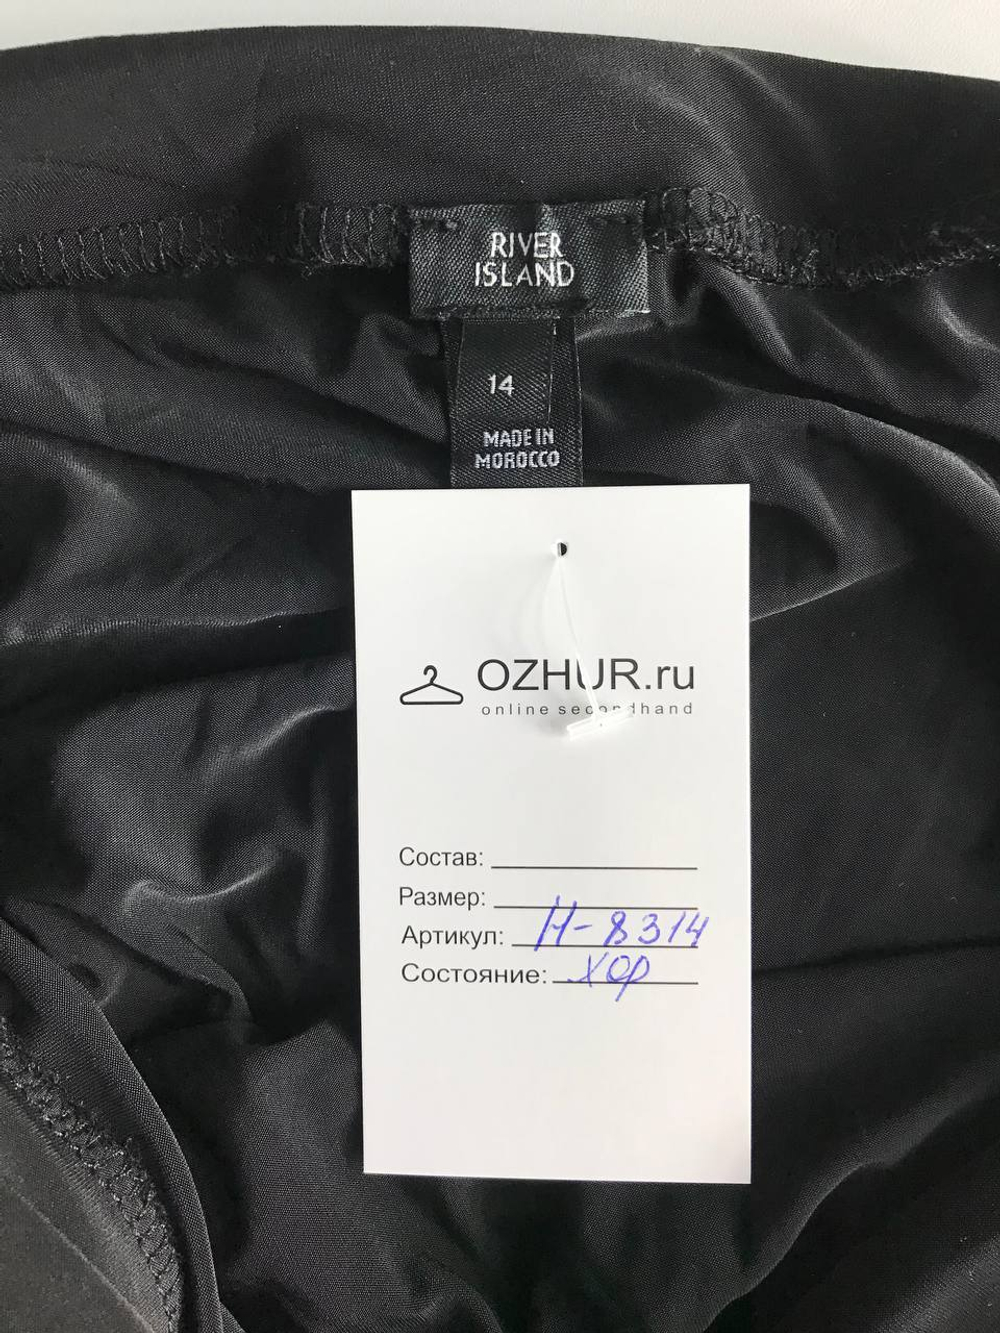 RIVER
ISLAND
14
MADE IN
MOROCCO
OZHUR.ru
online secondhand
Состав:
Размер:
Артикул: Н-8314
Состояние: хор